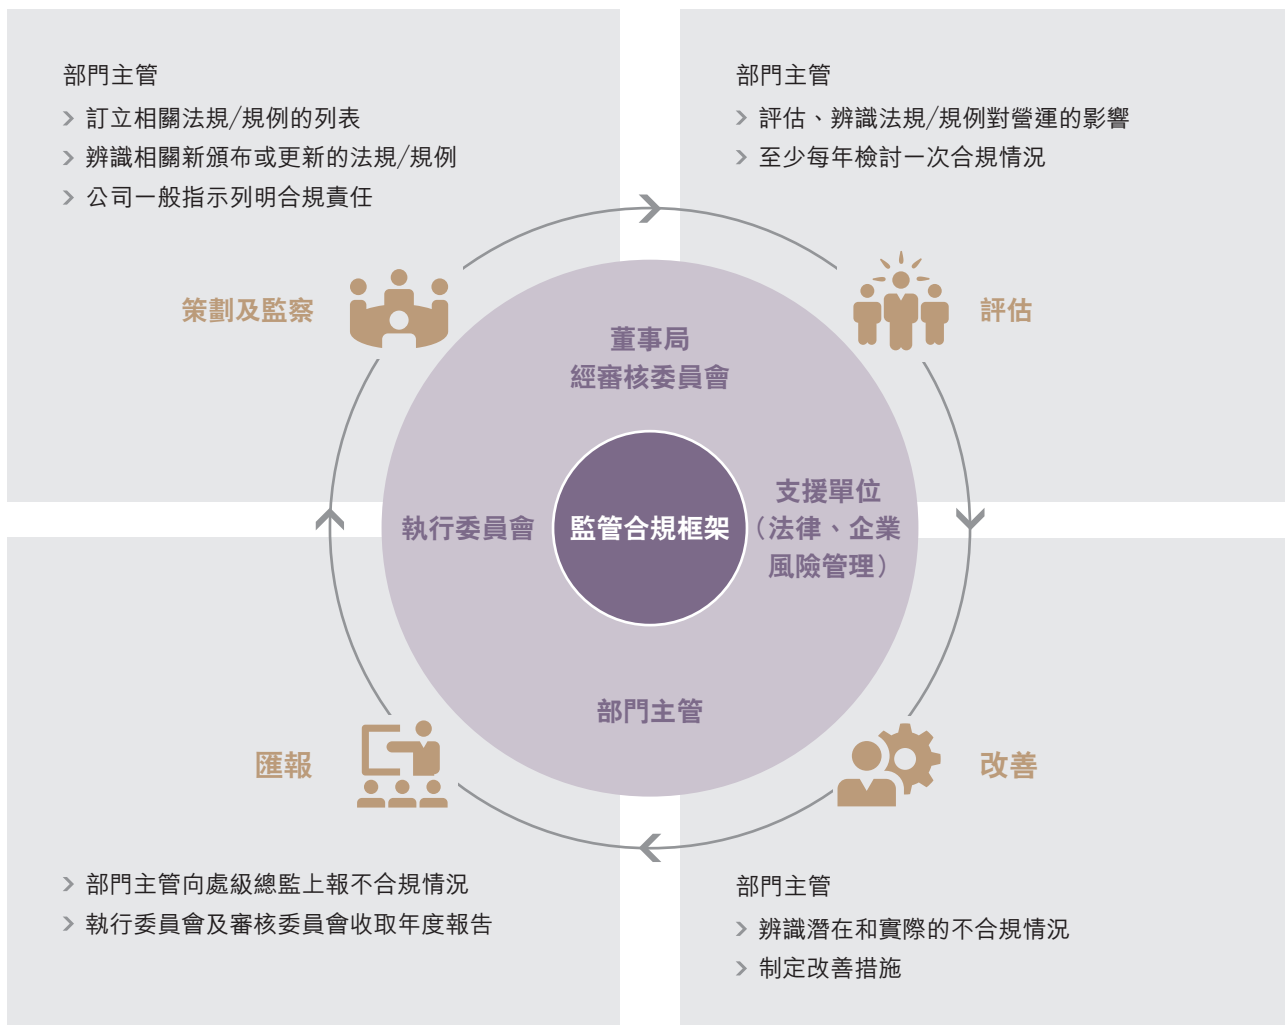 部門主管
訂立相關法規/規例的列表
辨識相關新頒布或更新的法規/規例
公司一般指示列明合規責任
策劃及監察
部門主管
評估、辨識法規/規例對營運的影響
至少每年檢討一次合規情況
評估
董事局
經審核委員會
執行委員會
監管合規框架
支援單位
（法律、企業
風險管理）
部門主管
匯報
部門主管向處級總監上報不合規情況
執行委員會及審核委員會收取年度報告
改善
部門主管
辨識潛在和實際的不合規情況
制定改善措施